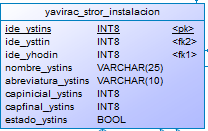 yavirac_stror_instalacion
ide_ystins INT8 <pk>
ide_ysttin INT8 <fk2>
ide_yhodin INT8 <fk1>
nombre_ystins VARCHAR(25)
abreviatura_ystins VARCHAR(10)
capinicial_ystins INT8
capfinal_ystins INT8
estado_ystins BOOL